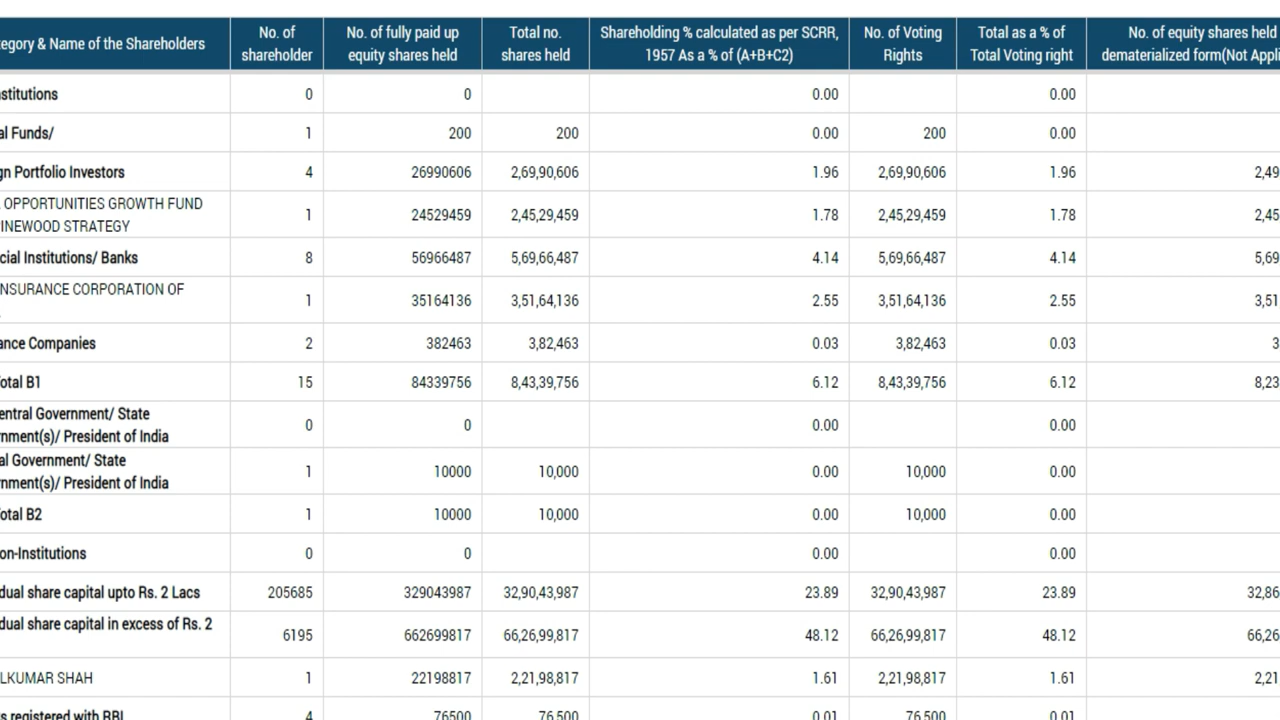 tegory & Name of the Shareholders No. of shareholder No. of fully paid up equity shares held Total no. shares held Shareholding % calculated as per SCRR, 1957 As a % of (A+B+C2) No. of Voting Rights Total as a % of Total Voting right No. of equity shares held dematerialized form(Not Appli
stitutions 0 0 0.00 0.00
al Funds/ 1 200 200 0.00 200 0.00
gn Portfolio Investors 4 26990606 2,69,90,606 1.96 2,69,90,606 1.96 2,49
OPPORTUNITIES GROWTH FUND
INEWOOD STRATEGY 1 24529459 2,45,29,459 1.78 2,45,29,459 1.78 2,45
cial Institutions/ Banks 8 56966487 5,69,66,487 4.14 5,69,66,487 4.14 5,69
NSURANCE CORPORATION OF 1 35164136 3,51,64,136 2.55 3,51,64,136 2.55 3,51
ance Companies 2 382463 3,82,463 0.03 3,82,463 0.03 3
otal B1 15 84339756 8,43,39,756 6.12 8,43,39,756 6.12 8,23
entral Government/ State
nment(s)/ President of India 0 0 0.00 0.00
al Government/ State
nment(s)/ President of India 1 10000 10,000 0.00 10,000 0.00
otal B2 1 10000 10,000 0.00 10,000 0.00
on-Institutions 0 0 0.00 0.00
dual share capital upto Rs. 2 Lacs 205685 329043987 32,90,43,987 23.89 32,90,43,987 23.89 32,86
dual share capital in excess of Rs. 2 6195 662699817 66,26,99,817 48.12 66,26,99,817 48.12 66,26
LKUMAR SHAH 1 22198817 2,21,98,817 1.61 2,21,98,817 1.61 2,21
s registered with RBI 4 76500 76,500 0.01 76,500 0.01